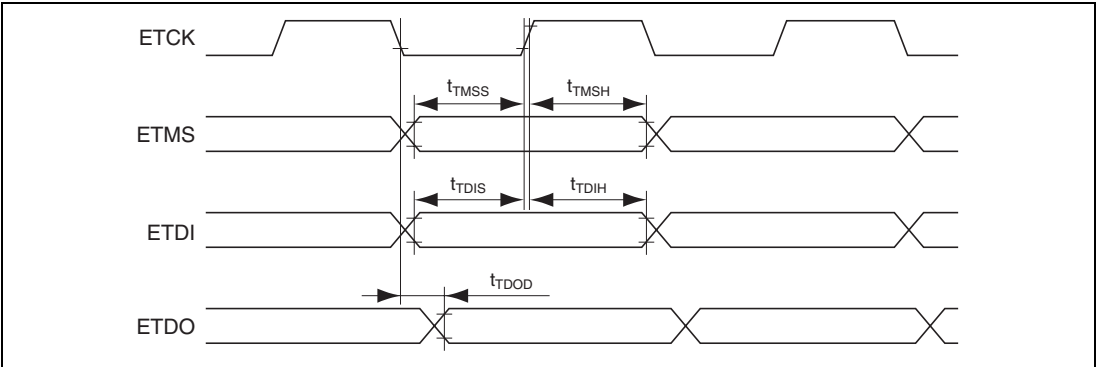 ETCK
tTMSS tTMSH
ETMS
tTDIS tTDIH
ETDI
tTDOD
ETDO